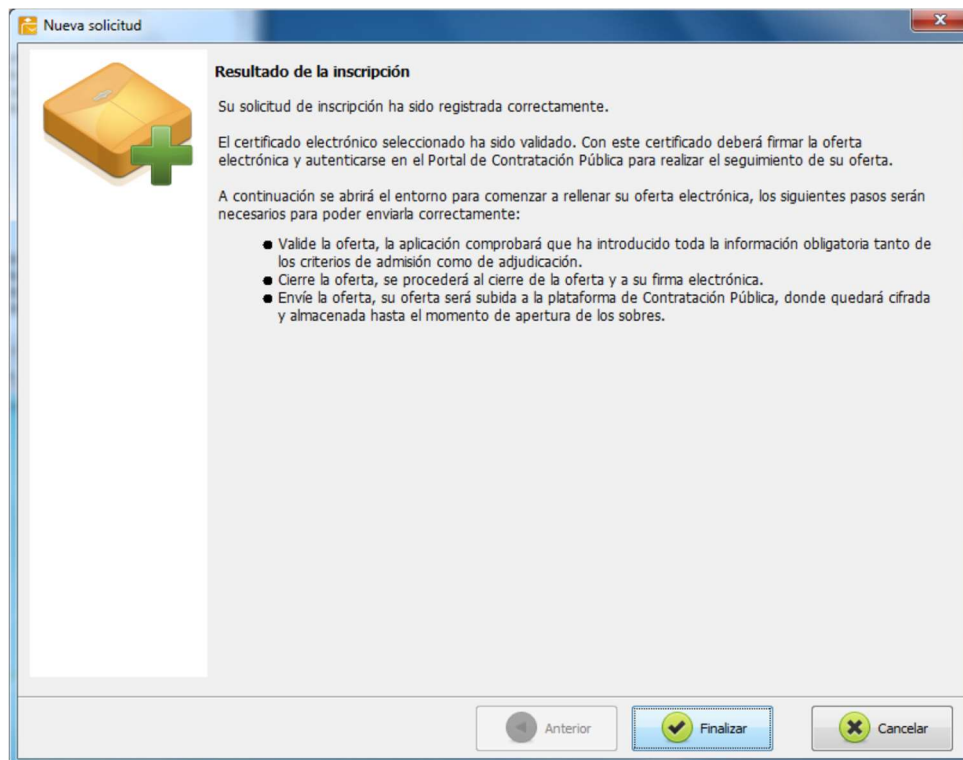 Nueva solicitud
Resultado de la inscripción
Su solicitud de inscripción ha sido registrada correctamente.
El certificado electrónico seleccionado ha sido validado. Con este certificado deberá firmar la oferta
electrónica y autenticarse en el Portal de Contratación Pública para realizar el seguimiento de su oferta.
A continuación se abrirá el entorno para comenzar a rellenar su oferta electrónica, los siguientes pasos serán
necesarios para poder enviarla correctamente:
● Valide la oferta, la aplicación comprobará que ha introducido toda la información obligatoria tanto de
los criterios de admisión como de adjudicación.
● Cierre la oferta, se procederá al cierre de la oferta y a su firma electrónica.
● Envíe la oferta, su oferta será subida a la plataforma de Contratación Pública, donde quedará cifrada
y almacenada hasta el momento de apertura de los sobres.
Anterior Finalizar Cancelar